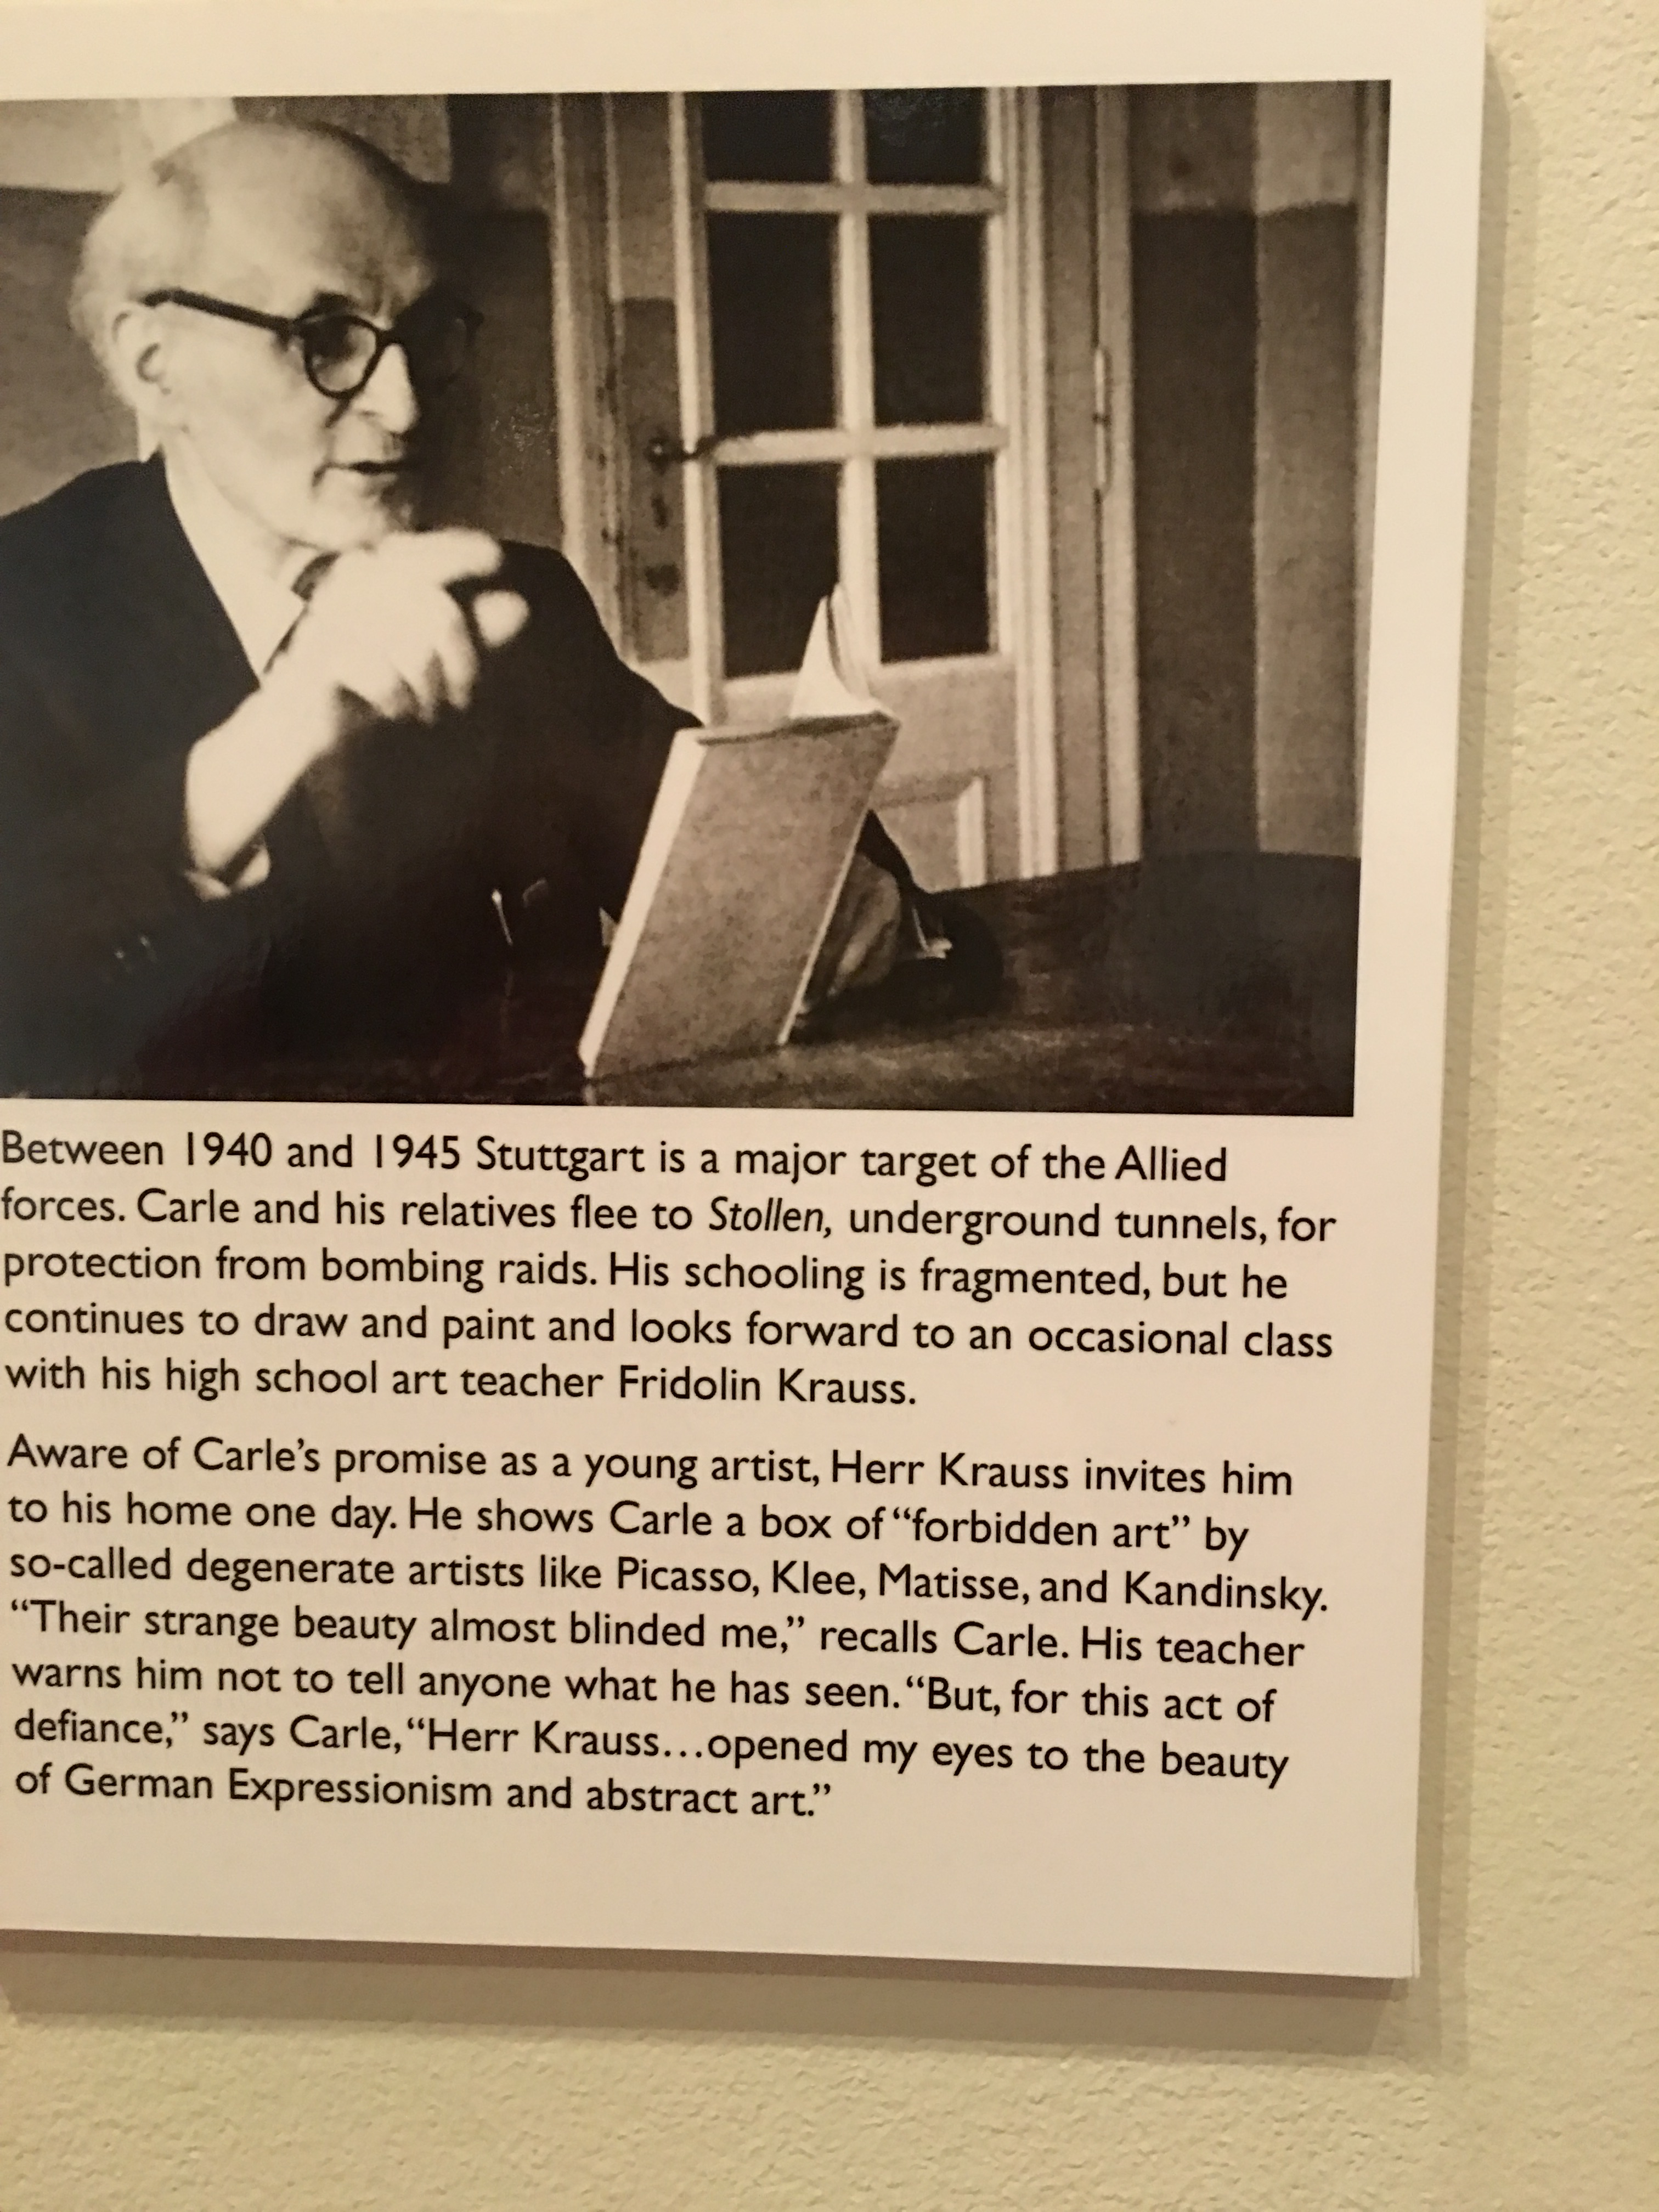 Between 1940 and 1945 Stuttgart is a major target of the Allied
forces. Carle and his relatives flee to Stollen, underground tunnels, for
protection from bombing raids. His schooling is fragmented, but he
continues to draw and paint and looks forward to an occasional class
with his high school art teacher Fridolin Krauss.
Aware of Carle’s promise as a young artist, Herr Krauss invites him
to his home one day. He shows Carle a box of “forbidden art” by
so-called degenerate artists like Picasso, Klee, Matisse, and Kandinsky.
“Their strange beauty almost blinded me,” recalls Carle. His teacher
warns him not to tell anyone what he has seen. “But, for this act of
defiance,” says Carle, “Herr Krauss…opened my eyes to the beauty
of German Expressionism and abstract art.”